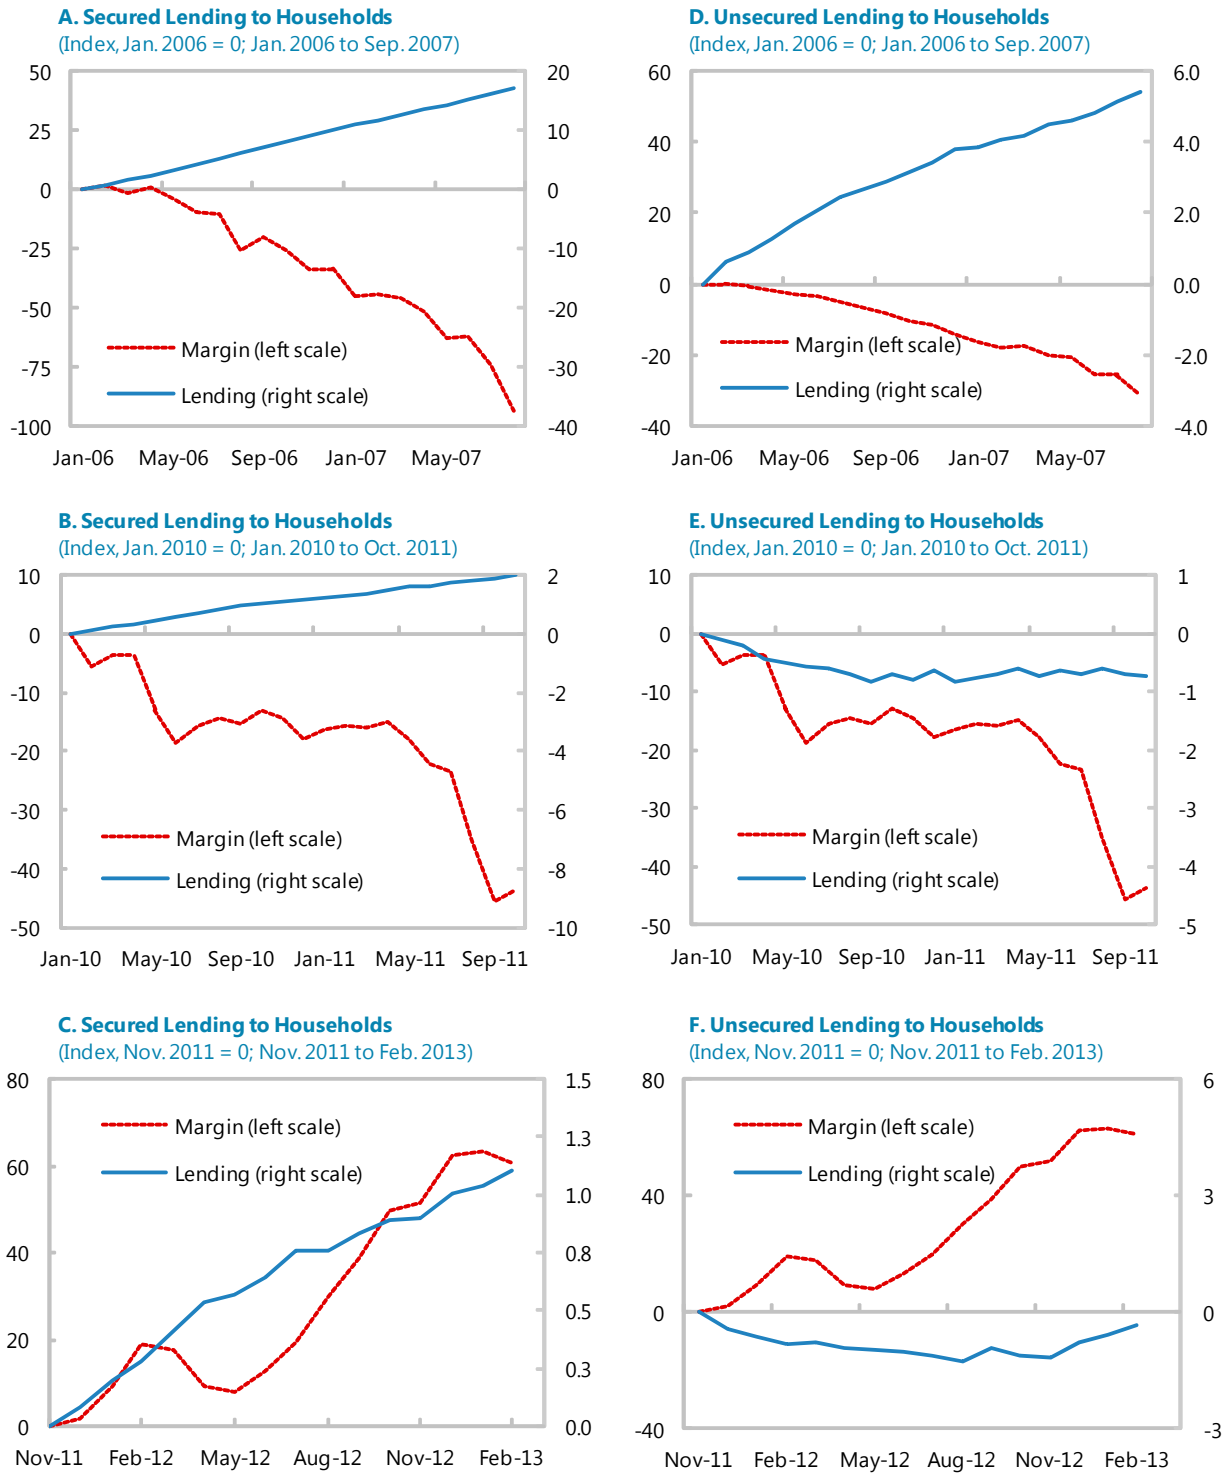 A. Secured Lending to Households
(Index, Jan. 2006 = 0; Jan. 2006 to Sep. 2007)
50
25
0
-25
-50
-75
-100
20
10
0
-10
-20
-30
-40
Margin (left scale)
Lending (right scale)
Jan-06 May-06 Sep-06 Jan-07 May-07
D. Unsecured Lending to Households
(Index, Jan. 2006 = 0; Jan. 2006 to Sep. 2007)
60
40
20
0
-20
-40
6.0
4.0
2.0
0.0
-2.0
-4.0
Margin (left scale)
Lending (right scale)
Jan-06 May-06 Sep-06 Jan-07 May-07
B. Secured Lending to Households
(Index, Jan. 2010 = 0; Jan. 2010 to Oct. 2011)
10
0
-10
-20
-30
-40
-50
2
0
-2
-4
-6
-8
-10
Margin (left scale)
Lending (right scale)
Jan-10 May-10 Sep-10 Jan-11 May-11 Sep-11
E. Unsecured Lending to Households
(Index, Jan. 2010 = 0; Jan. 2010 to Oct. 2011)
10
0
-10
-20
-30
-40
-50
1
0
-1
-2
-3
-4
-5
Margin (left scale)
Lending (right scale)
Jan-10 May-10 Sep-10 Jan-11 May-11 Sep-11
C. Secured Lending to Households
(Index, Nov. 2011 = 0; Nov. 2011 to Feb. 2013)
80
60
40
20
0
1.5
1.3
1.0
0.8
0.5
0.3
0.0
Margin (left scale)
Lending (right scale)
Nov-11 Feb-12 May-12 Aug-12 Nov-12 Feb-13
F. Unsecured Lending to Households
(Index, Nov. 2011 = 0; Nov. 2011 to Feb. 2013)
80
40
0
-40
6
3
0
-3
Margin (left scale)
Lending (right scale)
Nov-11 Feb-12 May-12 Aug-12 Nov-12 Feb-13